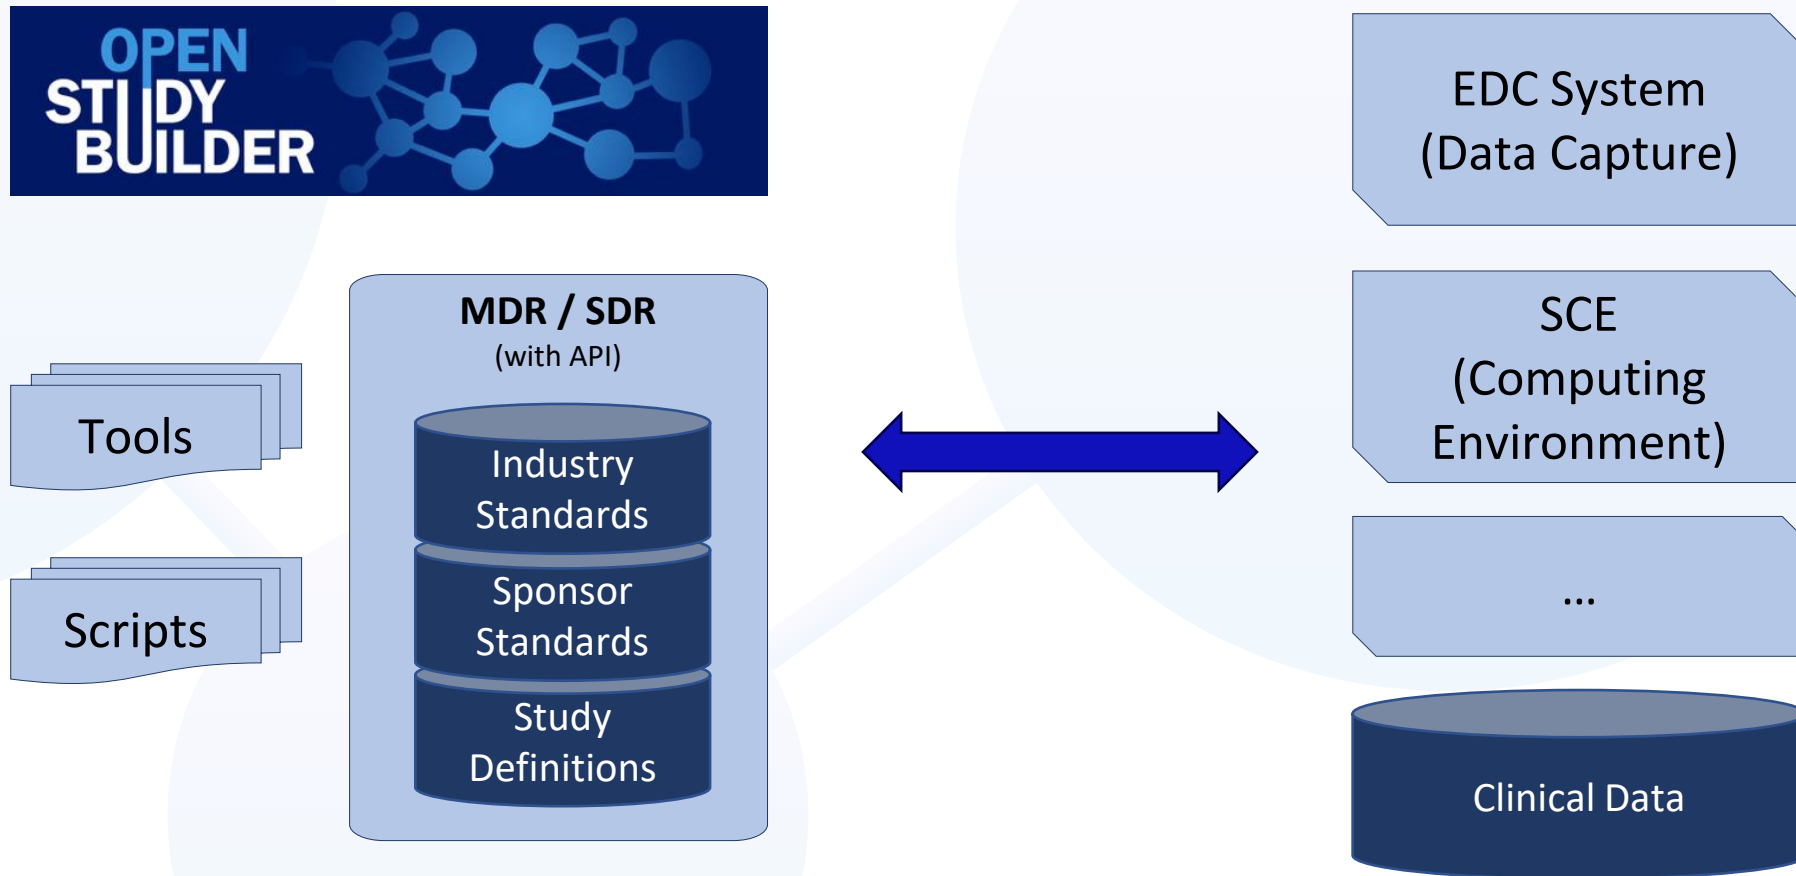 OPEN
STUDY
BUILDER
Tools
Scripts
MDR / SDR
(with API)
Industry
Standards
Sponsor
Standards
Study
Definitions
EDC System
(Data Capture)
SCE
(Computing
Environment)
...
Clinical Data